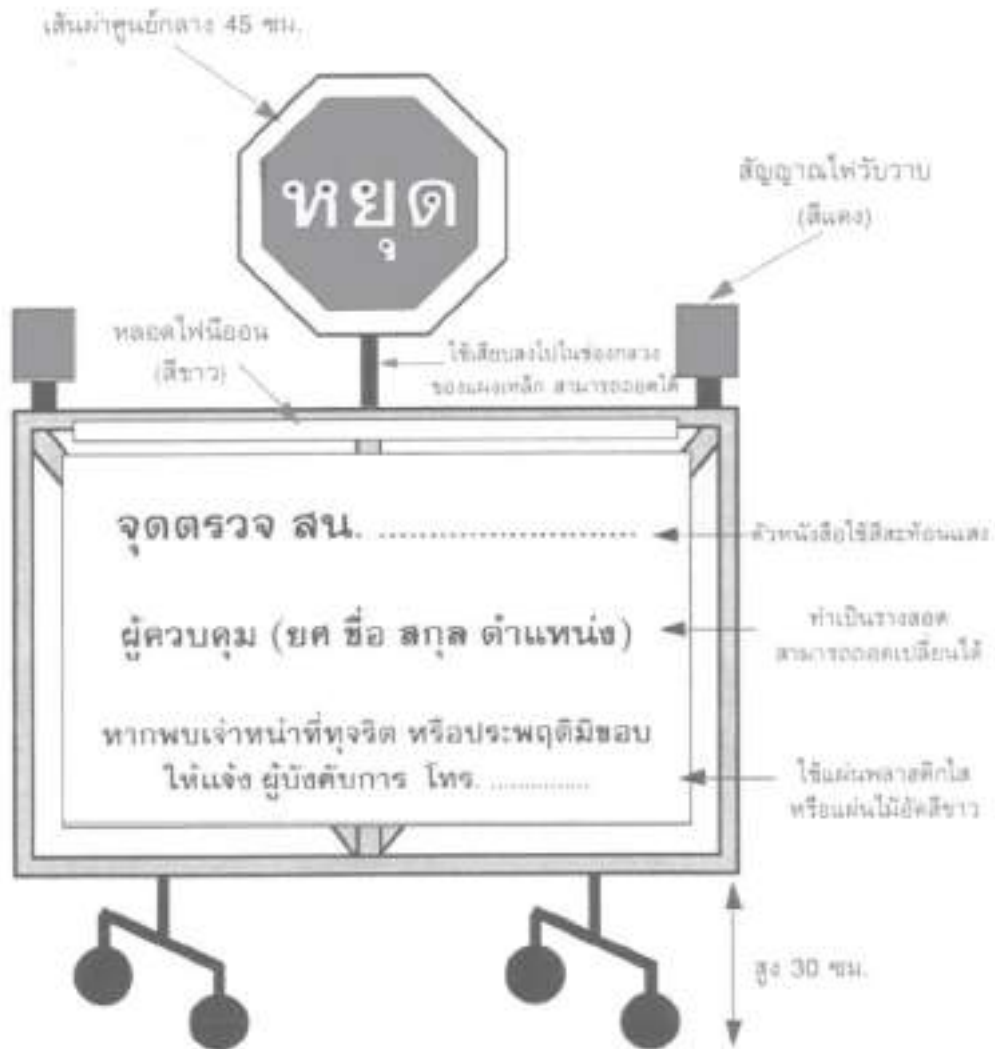 เส้นผ่าศูนย์กลาง 45 ซม.
หยุด
สัญญาณไฟวับวาบ
(สีแดง)
หลอดไฟนีออน
(สีขาว)
ใช้เสียบลงไปในช่องกลวง
ของแผงเหล็ก สามารถถอดได้
จุดตรวจ สน. ..........................
ตัวหนังสือใช้สีสะท้อนแสง
ผู้ควบคุม (ยศ ชื่อ สกุล ตำแหน่ง)
ทำเป็นรางสอด
สามารถถอดเปลี่ยนได้
หากพบเจ้าหน้าที่ทุจริต หรือประพฤติมิชอบ
ให้แจ้ง ผู้บังคับการ โทร. ...............
ใช้แผ่นพลาสติกใส
หรือแผ่นไม้อัดสีขาว
สูง 30 ซม.